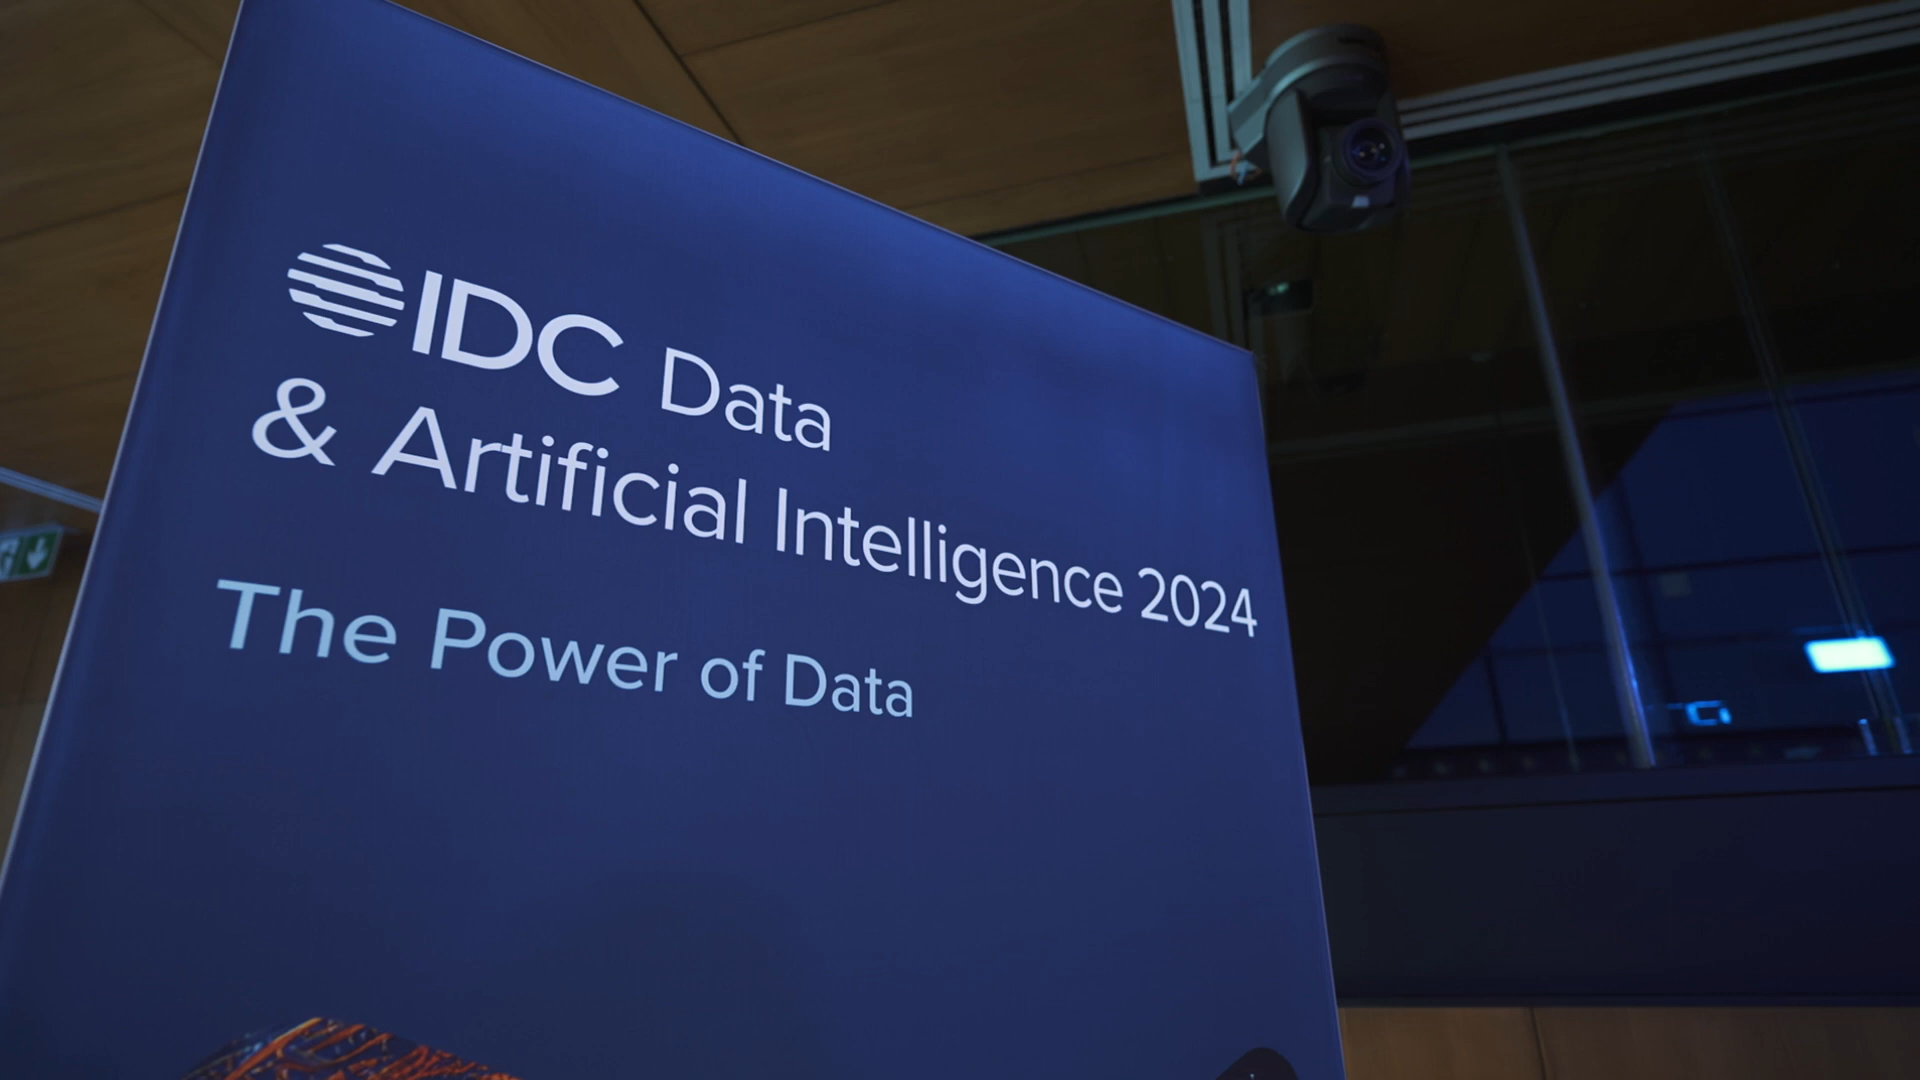 IDC Data
& Artificial Intelligence 2024
The Power of Data